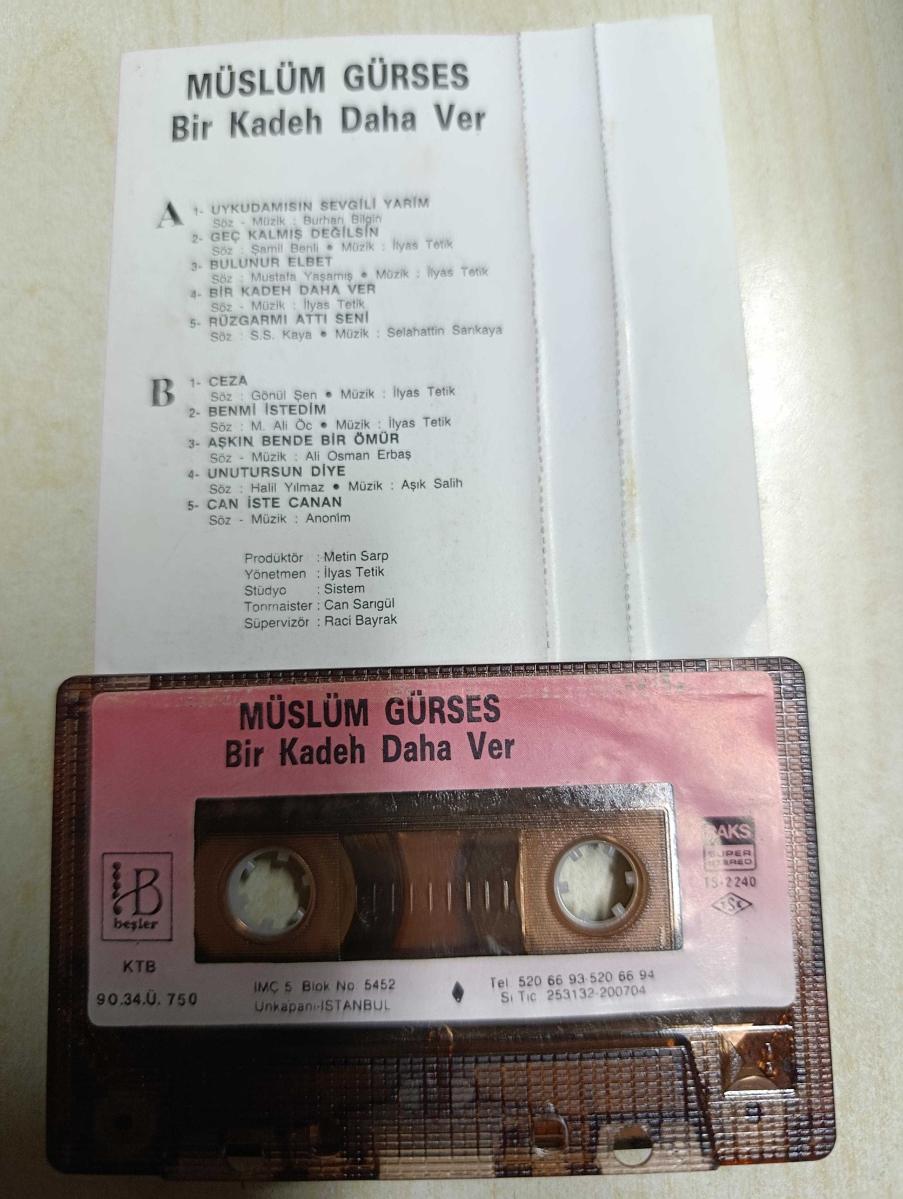 MÜSLÜM GÜRSES
Bir Kadeh Daha Ver
A
1- UYKUDAMISIN SEVGİLİ YARİM
Söz - Müzik : Burhan Bilgin
2- GEÇ KALMIŞ DEĞİLSİN
Söz : Şamil Benli • Müzik : İlyas Tetik
3- BULUNUR ELBET
Söz : Mustafa Yaşamış • Müzik : İlyas Tetik
4- BİR KADEH DAHA VER
Söz - Müzik : İlyas Tetik
5- RÜZGARMI ATTI SENİ
Söz : S.S. Kaya • Müzik : Selahattin Sarıkaya
B
1- CEZA
Söz : Gönül Şen • Müzik : İlyas Tetik
2- BENMİ İSTEDİM
Söz : M. Ali Öc • Müzik : İlyas Tetik
3- AŞKIN BENDE BİR ÖMÜR
Söz - Müzik : Ali Osman Erbaş
4- UNUTURSUN DİYE
Söz : Halil Yılmaz • Müzik : Aşık Salih
5- CAN İSTE CANAN
Söz - Müzik : Anonim
Prodüktör : Metin Sarp
Yönetmen : İlyas Tetik
Stüdyo : Sistem
Tonmaister : Can Sarıgül
Süpervizör : Raci Bayrak
MÜSLÜM GÜRSES
Bir Kadeh Daha Ver
B
beşler
KTB
90.34.Ü. 750
İMÇ 5 Blok No 5452
Unkapanı-İSTANBUL
Tel 520 66 93-520 66 94
Si Tic 253132-200704
RAKS
SUPER
STEREO
TS-2240
TSE